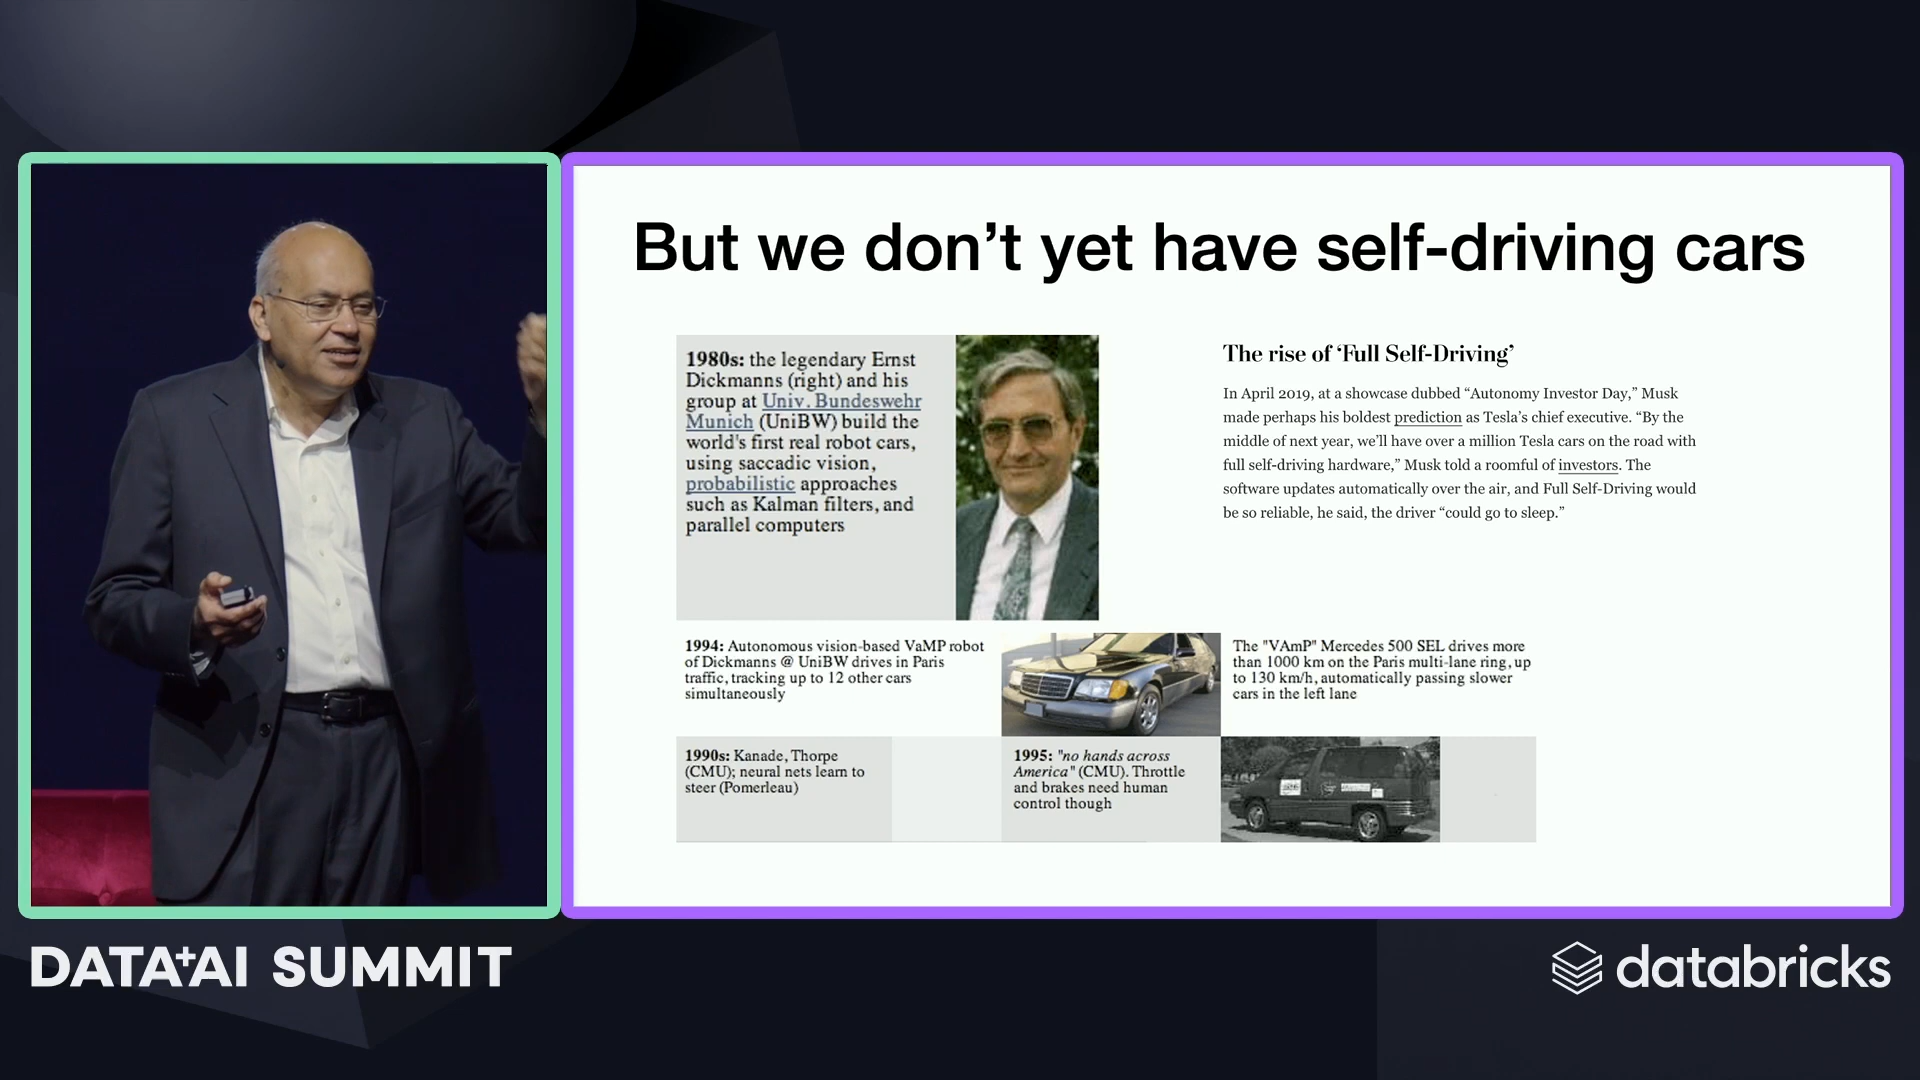 But we don’t yet have self-driving cars
1980s: the legendary Ernst
Dickmanns (right) and his
group at Univ. Bundeswehr
Munich (UniBW) build the
world's first real robot cars,
using saccadic vision,
probabilistic approaches
such as Kalman filters, and
parallel computers
The rise of ‘Full Self-Driving’
In April 2019, at a showcase dubbed “Autonomy Investor Day,” Musk
made perhaps his boldest prediction as Tesla’s chief executive. “By the
middle of next year, we’ll have over a million Tesla cars on the road with
full self-driving hardware,” Musk told a roomful of investors. The
software updates automatically over the air, and Full Self-Driving would
be so reliable, he said, the driver “could go to sleep.”
1994: Autonomous vision-based VaMP robot
of Dickmanns @ UniBW drives in Paris
traffic, tracking up to 12 other cars
simultaneously
The "VAmP" Mercedes 500 SEL drives more
than 1000 km on the Paris multi-lane ring, up
to 130 km/h, automatically passing slower
cars in the left lane
1990s: Kanade, Thorpe
(CMU); neural nets learn to
steer (Pomerleau)
1995: "no hands across
America" (CMU). Throttle
and brakes need human
control though
DATA+AI SUMMIT
databricks